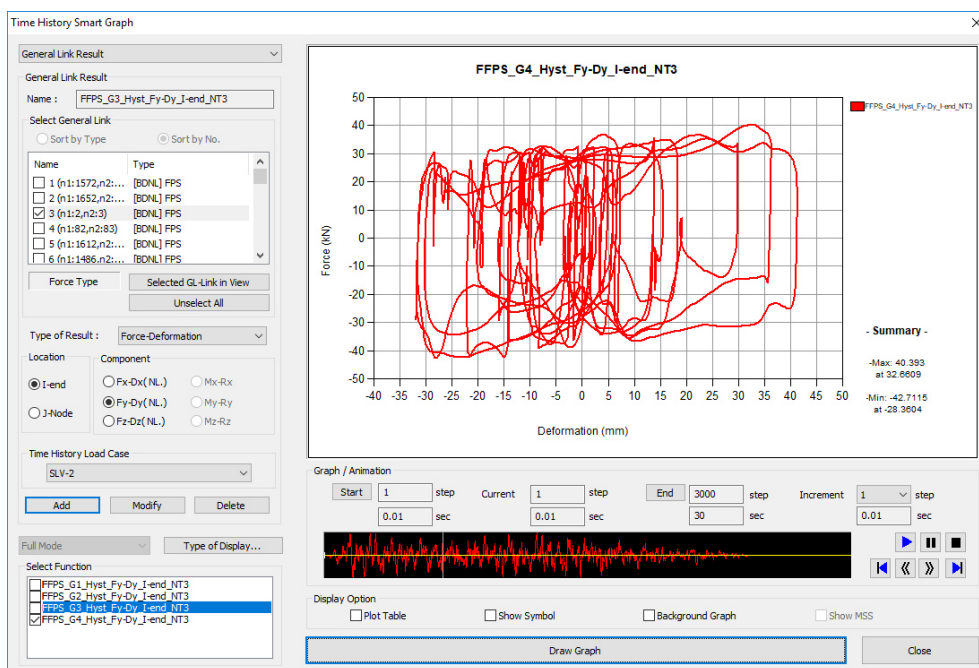 Time History Smart Graph
General Link Result
General Link Result
Name : FFPS_G3_Hyst_Fy-Dy_I-end_NT3
Select General Link
Sort by Type Sort by No.
Name Type
1 (n1:1572,n2:... [BDNL] FPS
2 (n1:1652,n2:... [BDNL] FPS
3 (n1:2,n2:3) [BDNL] FPS
4 (n1:82,n2:83) [BDNL] FPS
5 (n1:1612,n2:... [BDNL] FPS
6 (n1:1486,n2:... [BDNL] FPS
Force Type Selected GL-Link in View
Unselect All
Type of Result : Force-Deformation
Location Component
I-end Fx-Dx( NL.) Mx-Rx
Fy-Dy( NL.) My-Ry
J-Node Fz-Dz( NL.) Mz-Rz
Time History Load Case
SLV-2
Add Modify Delete
Full Mode Type of Display...
Select Function
FFPS_G1_Hyst_Fy-Dy_I-end_NT3
FFPS_G2_Hyst_Fy-Dy_I-end_NT3
FFPS_G3_Hyst_Fy-Dy_I-end_NT3
FFPS_G4_Hyst_Fy-Dy_I-end_NT3
FFPS_G4_Hyst_Fy-Dy_I-end_NT3
FFPS_G4_Hyst_Fy-Dy_I-end_NT3
50
40
30
20
10
0
-10
-20
-30
-40
-50
Force (kN)
-40 -35 -30 -25 -20 -15 -10 -5 0 5 10 15 20 25 30 35 40 45 50
Deformation (mm)
- Summary -
-Max: 40.393
at 32.6609
-Min: -42.7115
at -28.3604
Graph / Animation
Start 1 step Current 1 step End 3000 step Increment 1 step
0.01 sec 0.01 sec 30 sec 0.01 sec
Display Option
Plot Table Show Symbol Background Graph Show MSS
Draw Graph Close